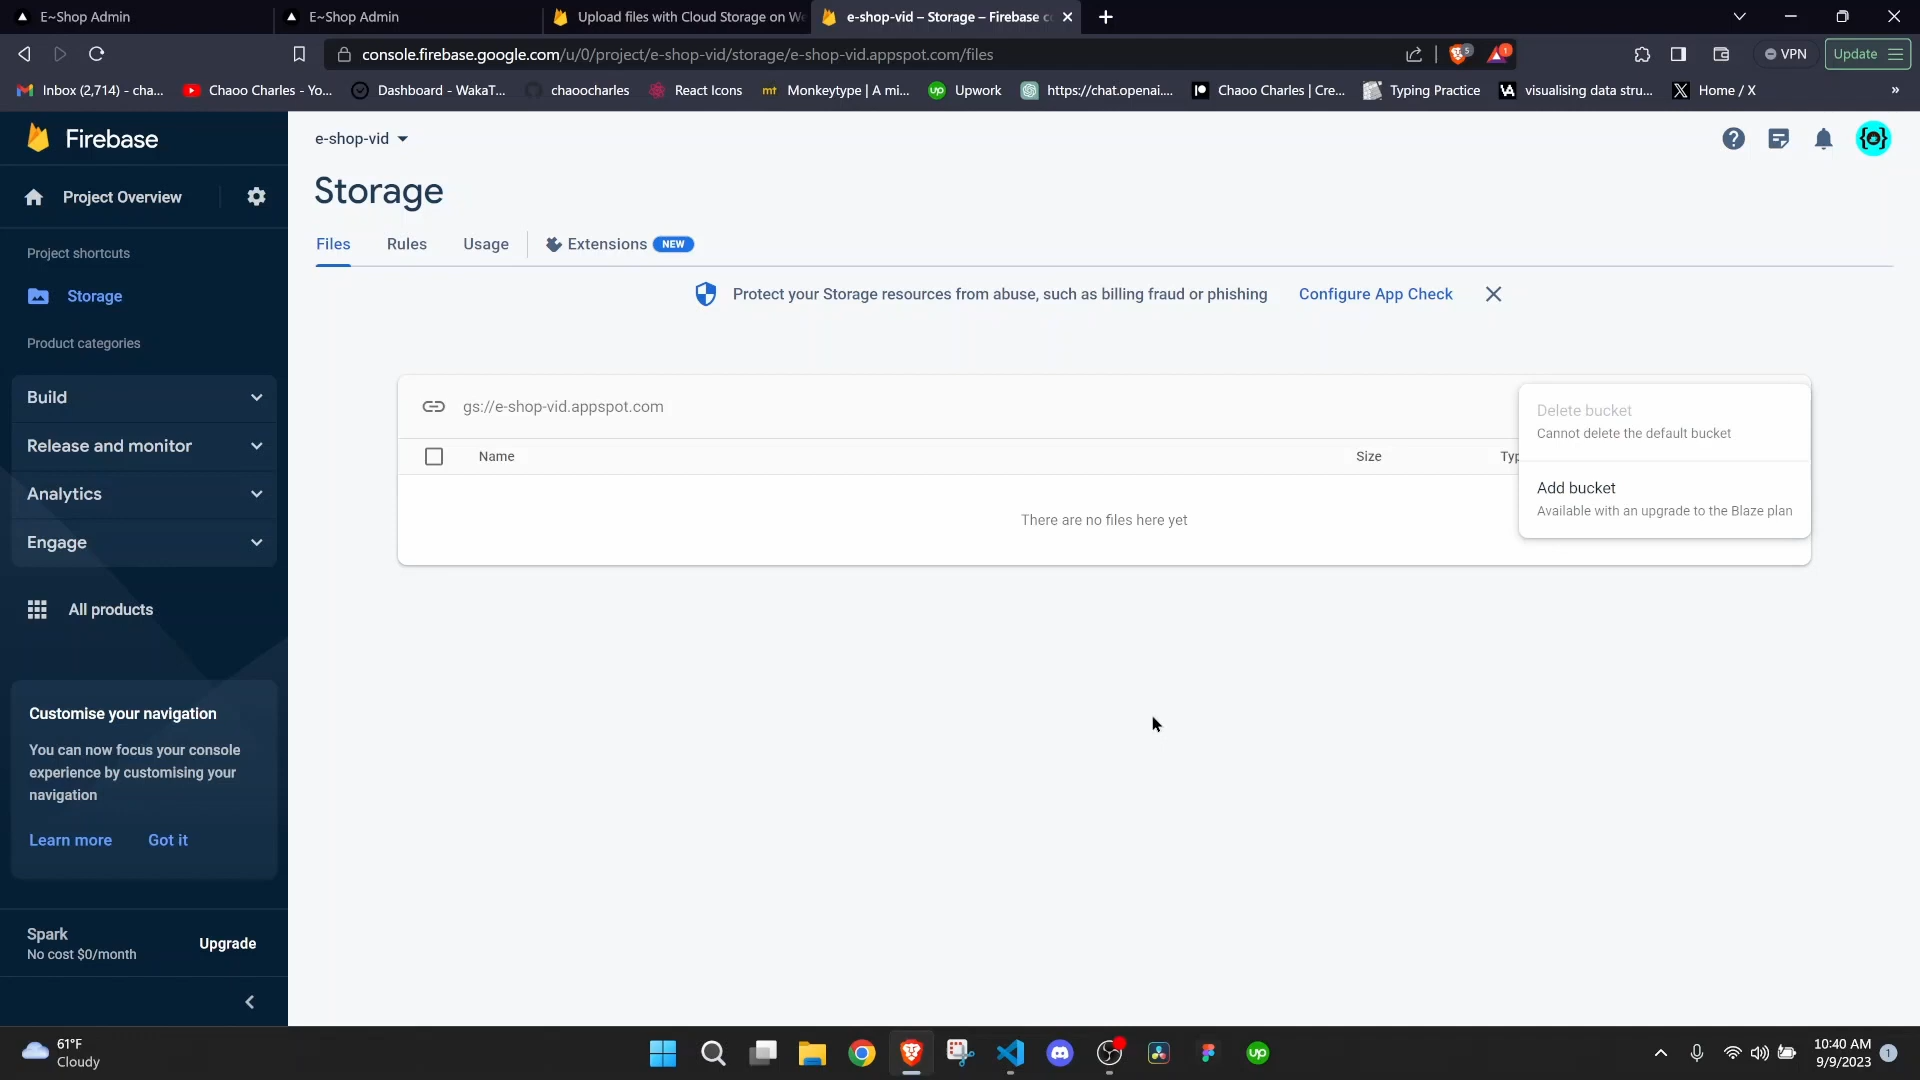 E~Shop Admin
E~Shop Admin
Upload files with Cloud Storage on We
e-shop-vid – Storage – Firebase co
console.firebase.google.com/u/0/project/e-shop-vid/storage/e-shop-vid.appspot.com/files
5
1
VPN
Update
Inbox (2,714) - cha...
Chaoo Charles - Yo...
Dashboard - WakaT...
chaoocharles
React Icons
mt
Monkeytype | A mi...
up
Upwork
https://chat.openai....
Chaoo Charles | Cre...
Typing Practice
VA
visualising data stru...
Home / X
»
Firebase
e-shop-vid
Project Overview
Storage
Files
Rules
Usage
Extensions
NEW
Project shortcuts
Storage
Protect your Storage resources from abuse, such as billing fraud or phishing
Configure App Check
Product categories
Build
Release and monitor
Analytics
Engage
All products
gs://e-shop-vid.appspot.com
Name
Size
Typ
There are no files here yet
Delete bucket
Cannot delete the default bucket
Add bucket
Available with an upgrade to the Blaze plan
Customise your navigation
You can now focus your console
experience by customising your
navigation
Learn more
Got it
Spark
No cost $0/month
Upgrade
61°F
Cloudy
up
10:40 AM
9/9/2023
1